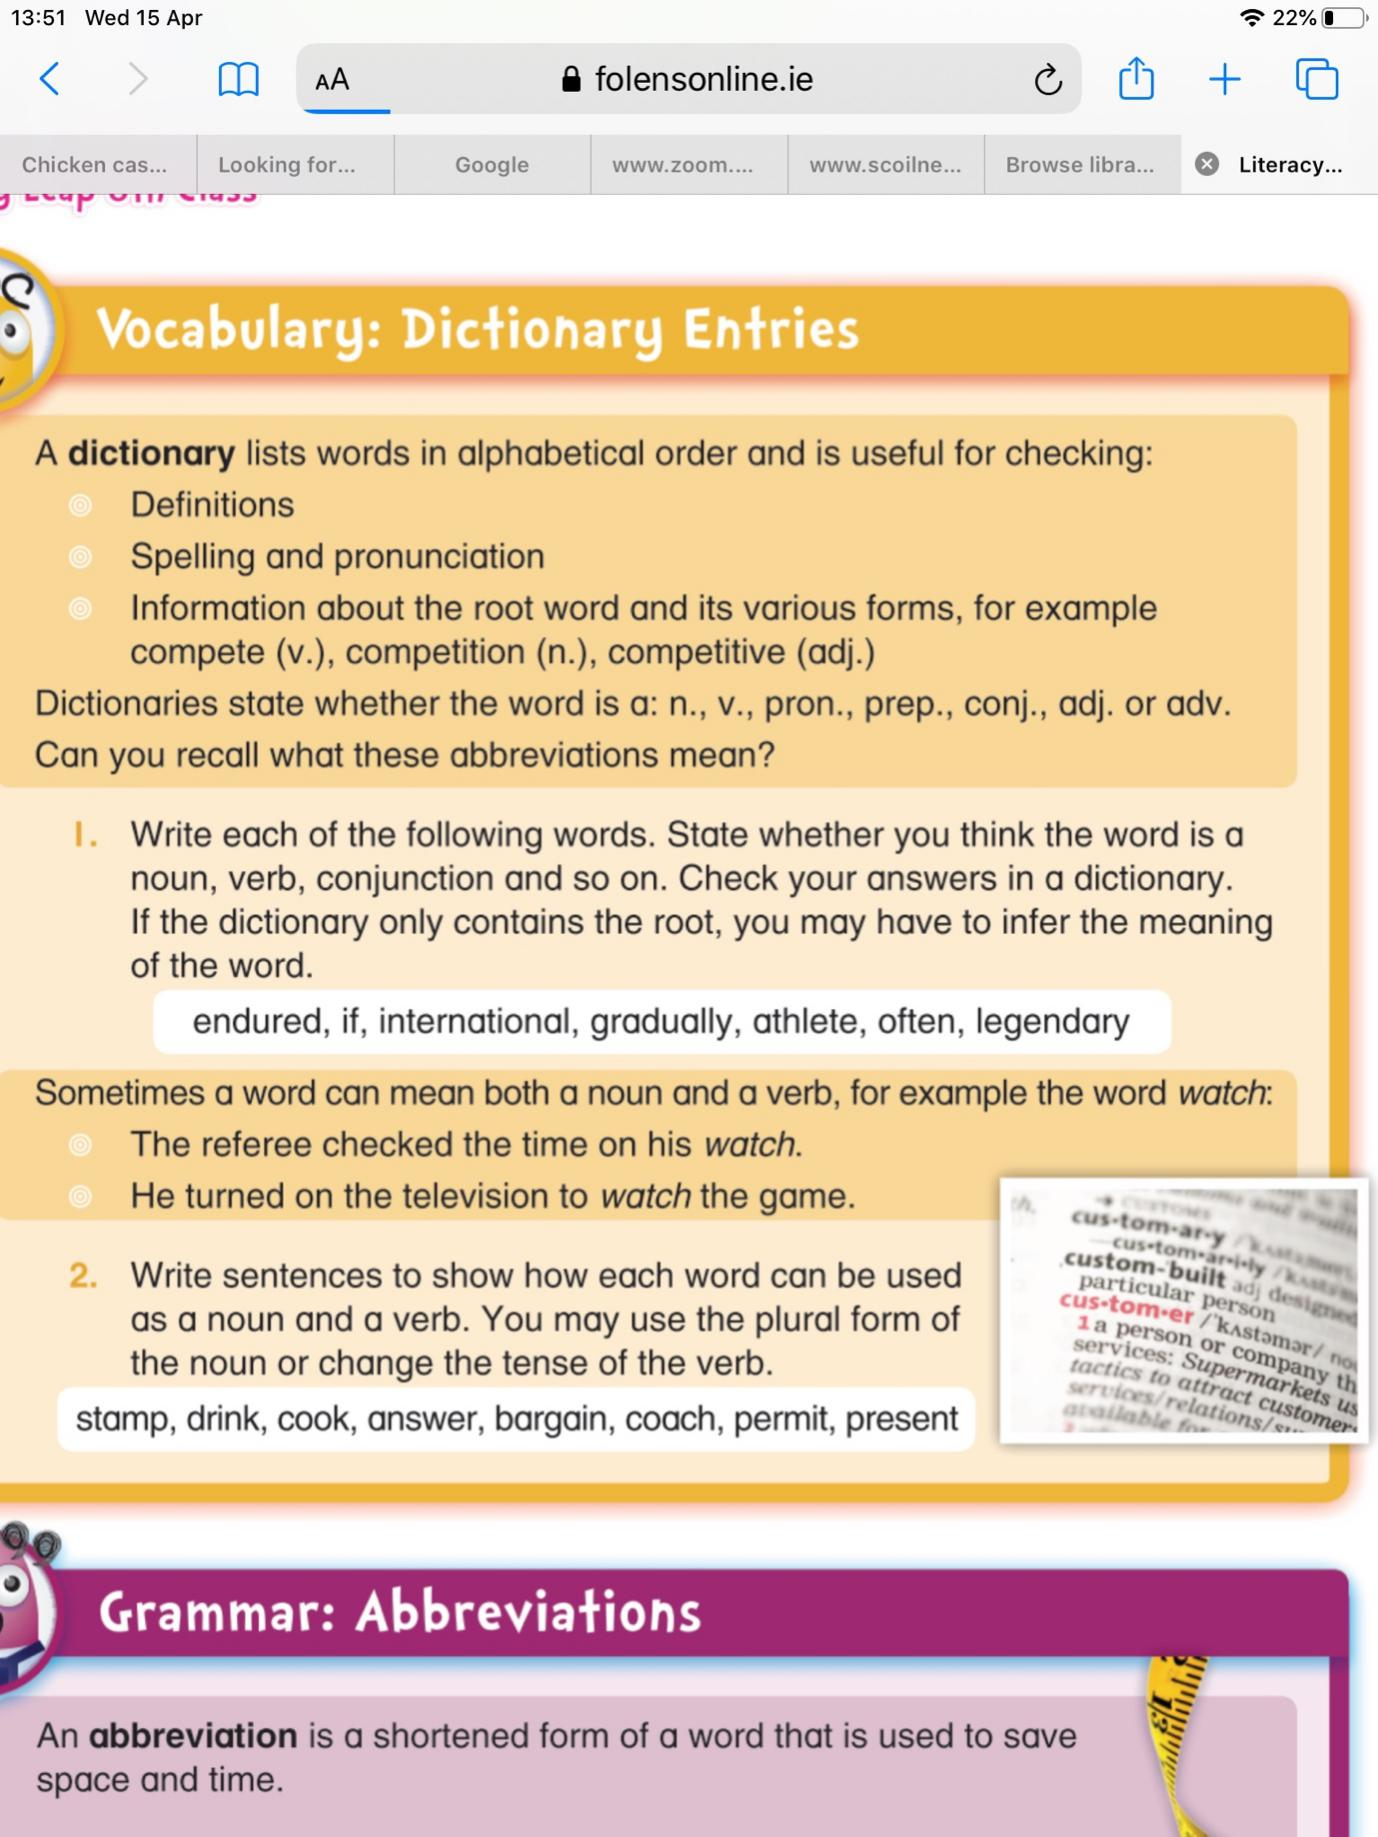 13:51 Wed 15 Apr
22%
AA
folensonline.ie
Chicken cas...
Looking for...
Google
www.zoom....
www.scoilne...
Browse libra...
Literacy...
Leap 6th Class
Vocabulary: Dictionary Entries
A dictionary lists words in alphabetical order and is useful for checking:
Definitions
Spelling and pronunciation
Information about the root word and its various forms, for example
compete (v.), competition (n.), competitive (adj.)
Dictionaries state whether the word is a: n., v., pron., prep., conj., adj. or adv.
Can you recall what these abbreviations mean?
1. Write each of the following words. State whether you think the word is a
noun, verb, conjunction and so on. Check your answers in a dictionary.
If the dictionary only contains the root, you may have to infer the meaning
of the word.
endured, if, international, gradually, athlete, often, legendary
Sometimes a word can mean both a noun and a verb, for example the word watch:
The referee checked the time on his watch.
He turned on the television to watch the game.
2. Write sentences to show how each word can be used
as a noun and a verb. You may use the plural form of
the noun or change the tense of the verb.
stamp, drink, cook, answer, bargain, coach, permit, present
→ CUSTOMS
cus•tom•ar•y
cus•tom•ar•i•ly
custom-built adj designed
particular person
cus•tom•er /ˈkʌstəmər/ no
1 a person or company th
services: Supermarkets us
tactics to attract customer
services/relations/
available for
Grammar: Abbreviations
An abbreviation is a shortened form of a word that is used to save
space and time.